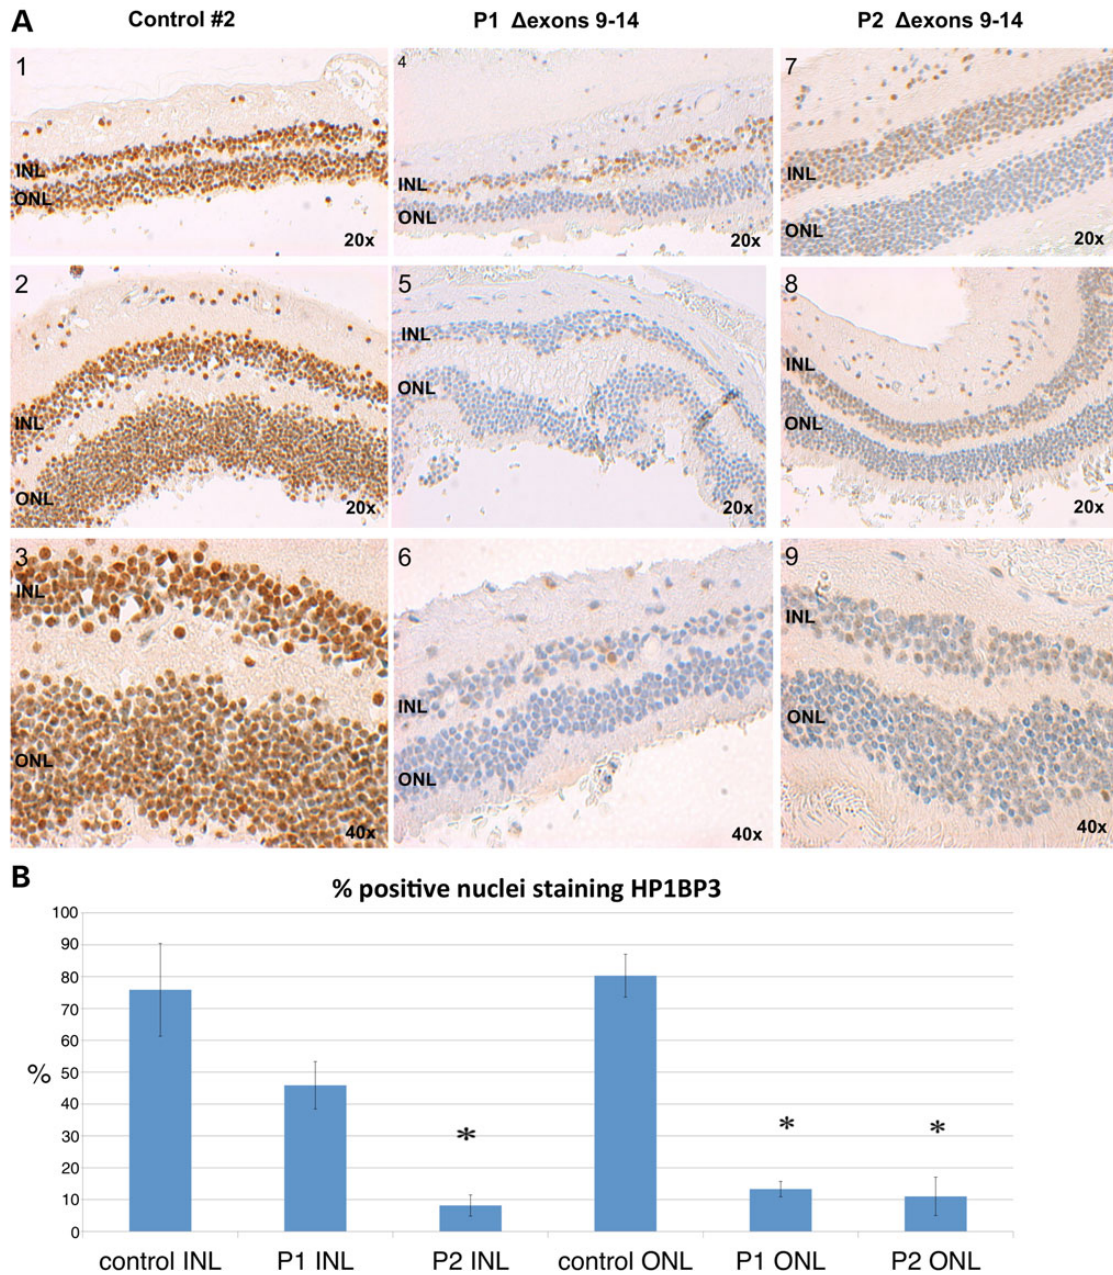 A
Control #2
P1 Δexons 9-14
P2 Δexons 9-14
1
INL
ONL
20x
4
INL
ONL
20x
7
INL
ONL
20x
2
INL
ONL
20x
5
INL
ONL
20x
8
INL
ONL
20x
3
INL
ONL
40x
6
INL
ONL
40x
9
INL
ONL
40x
B
% positive nuclei staining HP1BP3
100
90
80
70
60
50
40
30
20
10
0
%
*
*
*
control INL
P1 INL
P2 INL
control ONL
P1 ONL
P2 ONL